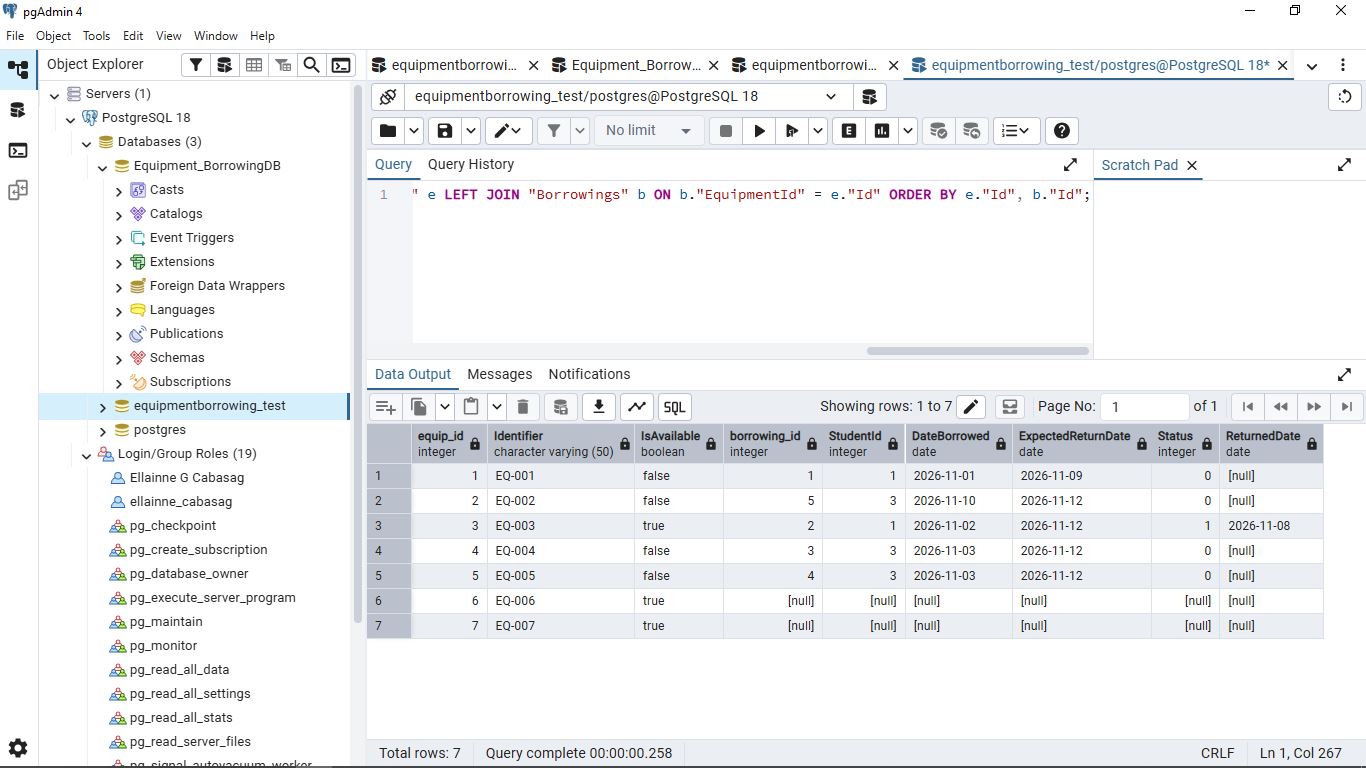 pgAdmin 4
File Object Tools Edit View Window Help
Object Explorer
equipmentborrowi... Equipment_Borrow... equipmentborrowi... equipmentborrowing_test/postgres@PostgreSQL 18*
equipmentborrowing_test/postgres@PostgreSQL 18
No limit
E
Query Query History
Scratch Pad
1 " e LEFT JOIN "Borrowings" b ON b."EquipmentId" = e."Id" ORDER BY e."Id", b."Id";
Servers (1)
PostgreSQL 18
Databases (3)
Equipment_BorrowingDB
Casts
Catalogs
Event Triggers
Extensions
Foreign Data Wrappers
Languages
Publications
Schemas
Subscriptions
equipmentborrowing_test
postgres
Login/Group Roles (19)
Ellainne G Cabasag
ellainne_cabasag
pg_checkpoint
pg_create_subscription
pg_database_owner
pg_execute_server_program
pg_maintain
pg_monitor
pg_read_all_data
pg_read_all_settings
pg_read_all_stats
pg_read_server_files
pg_signal_autovacuum_worker
Data Output Messages Notifications
SQL
Showing rows: 1 to 7
Page No: 1 of 1
equip_id Identifier IsAvailable borrowing_id StudentId DateBorrowed ExpectedReturnDate Status ReturnedDate
integer character varying (50) boolean integer integer date date integer date
1 1 EQ-001 false 1 1 2026-11-01 2026-11-09 0 [null]
2 2 EQ-002 false 5 3 2026-11-10 2026-11-12 0 [null]
3 3 EQ-003 true 2 1 2026-11-02 2026-11-12 1 2026-11-08
4 4 EQ-004 false 3 3 2026-11-03 2026-11-12 0 [null]
5 5 EQ-005 false 4 3 2026-11-03 2026-11-12 0 [null]
6 6 EQ-006 true [null] [null] [null] [null] [null] [null]
7 7 EQ-007 true [null] [null] [null] [null] [null] [null]
Total rows: 7 Query complete 00:00:00.258 CRLF Ln 1, Col 267